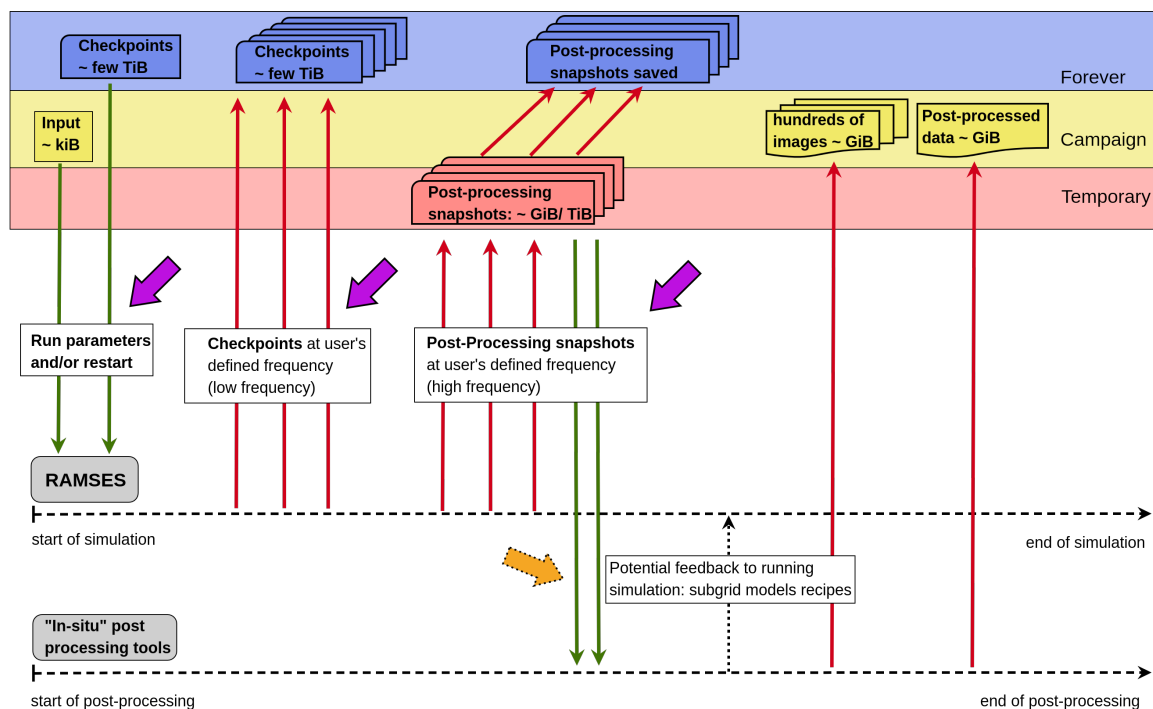 Checkpoints
~ few TiB
Checkpoints
~ few TiB
Post-processing
snapshots saved
Forever
Input
~ kiB
hundreds of
images ~ GiB
Post-processed
data ~ GiB
Campaign
Post-processing
snapshots: ~ GiB/ TiB
Temporary
Run parameters
and/or restart
Checkpoints at user's
defined frequency
(low frequency)
Post-Processing snapshots
at user's defined frequency
(high frequency)
RAMSES
start of simulation
end of simulation
Potential feedback to running
simulation: subgrid models recipes
"In-situ" post
processing tools
start of post-processing
end of post-processing